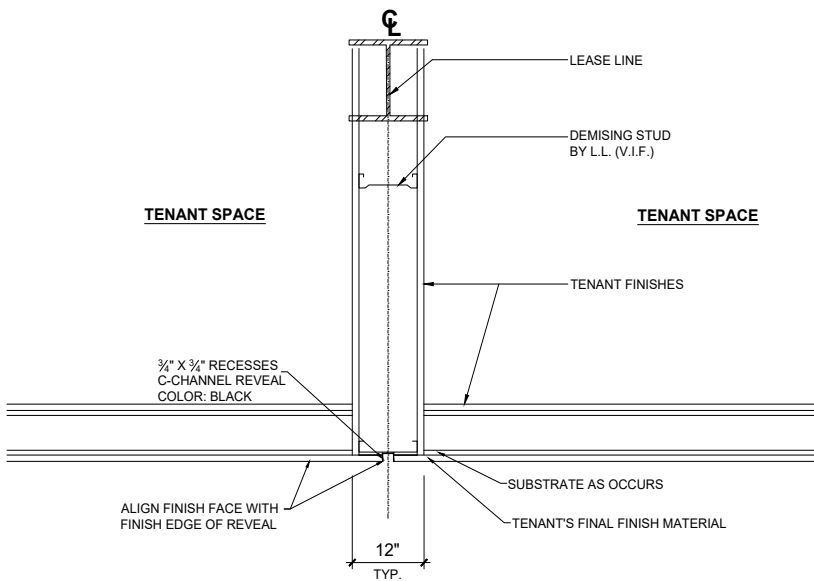 ℄
LEASE LINE
DEMISING STUD
BY L.L. (V.I.F.)
TENANT SPACE
TENANT SPACE
TENANT FINISHES
¾" X ¾" RECESSES
C-CHANNEL REVEAL
COLOR: BLACK
SUBSTRATE AS OCCURS
ALIGN FINISH FACE WITH
FINISH EDGE OF REVEAL
TENANT'S FINAL FINISH MATERIAL
12"
TYP.